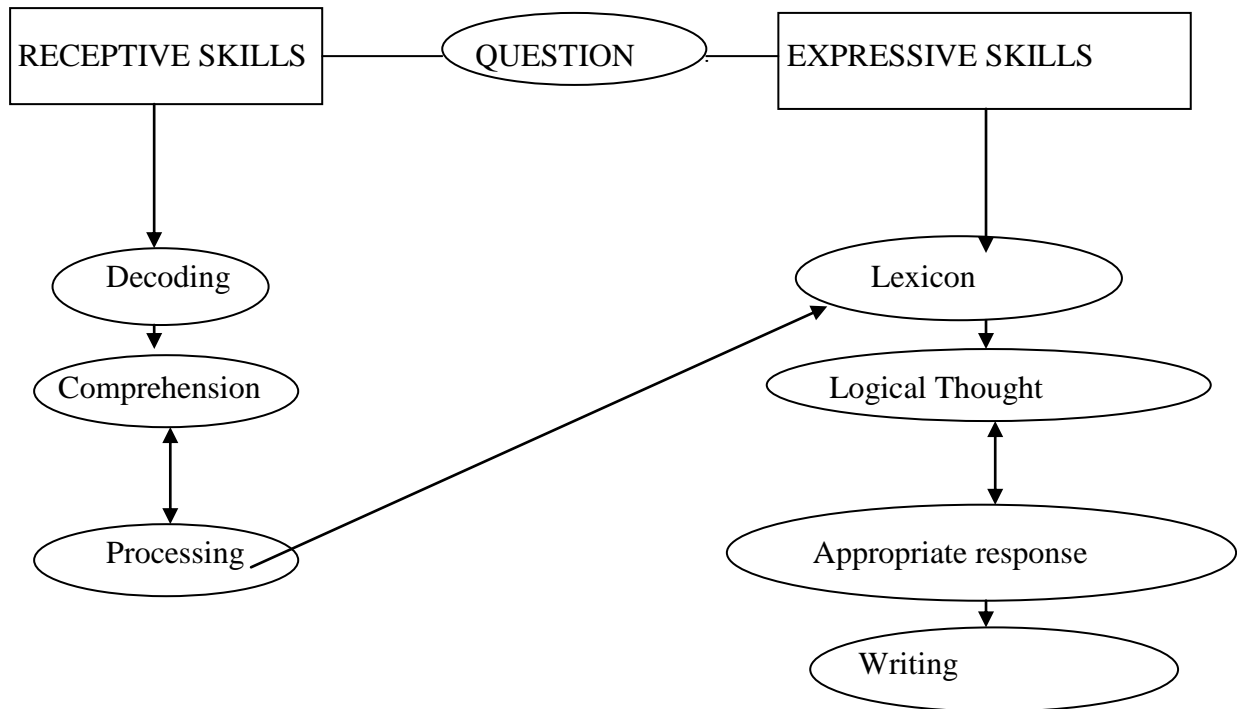 RECEPTIVE SKILLS
QUESTION
EXPRESSIVE SKILLS
Decoding
Lexicon
Comprehension
Logical Thought
Processing
Appropriate response
Writing